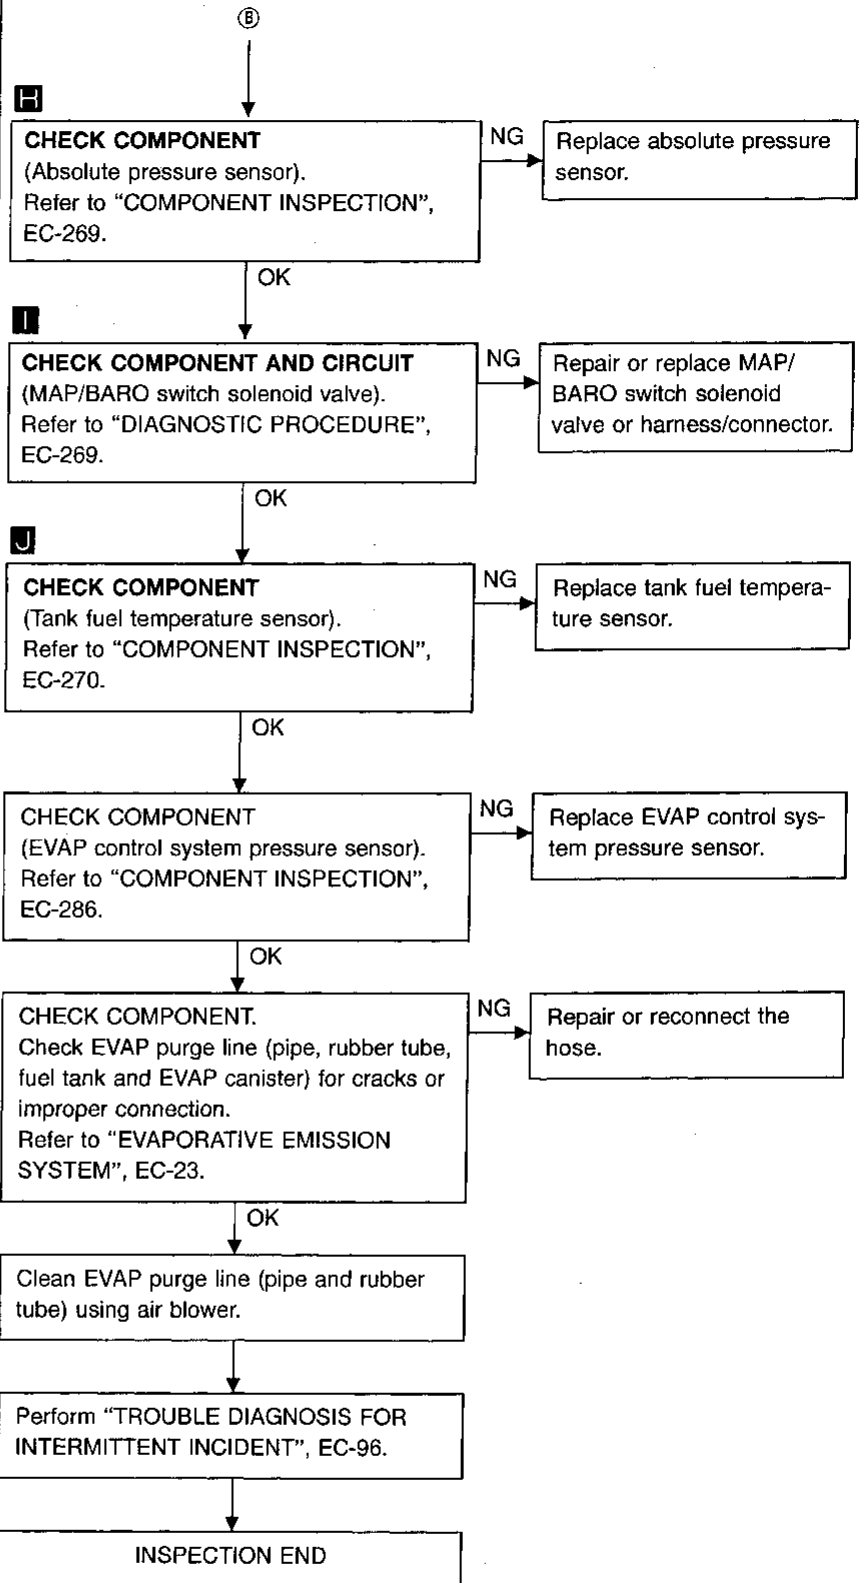 B
H
CHECK COMPONENT
(Absolute pressure sensor).
Refer to “COMPONENT INSPECTION”,
EC-269.
NG
Replace absolute pressure
sensor.
OK
I
CHECK COMPONENT AND CIRCUIT
(MAP/BARO switch solenoid valve).
Refer to “DIAGNOSTIC PROCEDURE”,
EC-269.
NG
Repair or replace MAP/
BARO switch solenoid
valve or harness/connector.
OK
J
CHECK COMPONENT
(Tank fuel temperature sensor).
Refer to “COMPONENT INSPECTION”,
EC-270.
NG
Replace tank fuel tempera-
ture sensor.
OK
CHECK COMPONENT
(EVAP control system pressure sensor).
Refer to “COMPONENT INSPECTION”,
EC-286.
NG
Replace EVAP control sys-
tem pressure sensor.
OK
CHECK COMPONENT.
Check EVAP purge line (pipe, rubber tube,
fuel tank and EVAP canister) for cracks or
improper connection.
Refer to “EVAPORATIVE EMISSION
SYSTEM”, EC-23.
NG
Repair or reconnect the
hose.
OK
Clean EVAP purge line (pipe and rubber
tube) using air blower.
Perform “TROUBLE DIAGNOSIS FOR
INTERMITTENT INCIDENT”, EC-96.
INSPECTION END